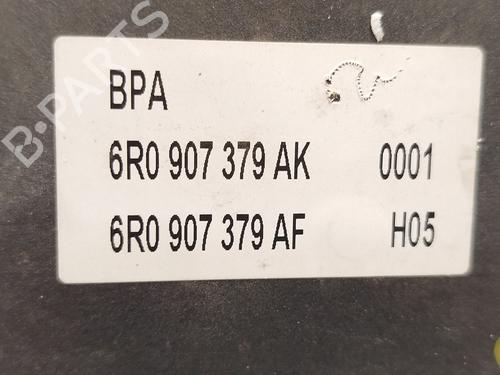 B-PARTS
BPA
6R0 907 379 AK 0001
6R0 907 379 AF H05